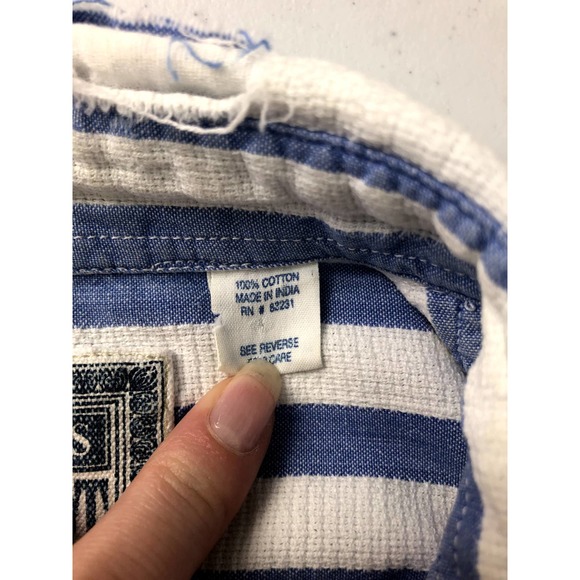 100% COTTON
MADE IN INDIA
RN # 83231
SEE REVERSE
CARE
S